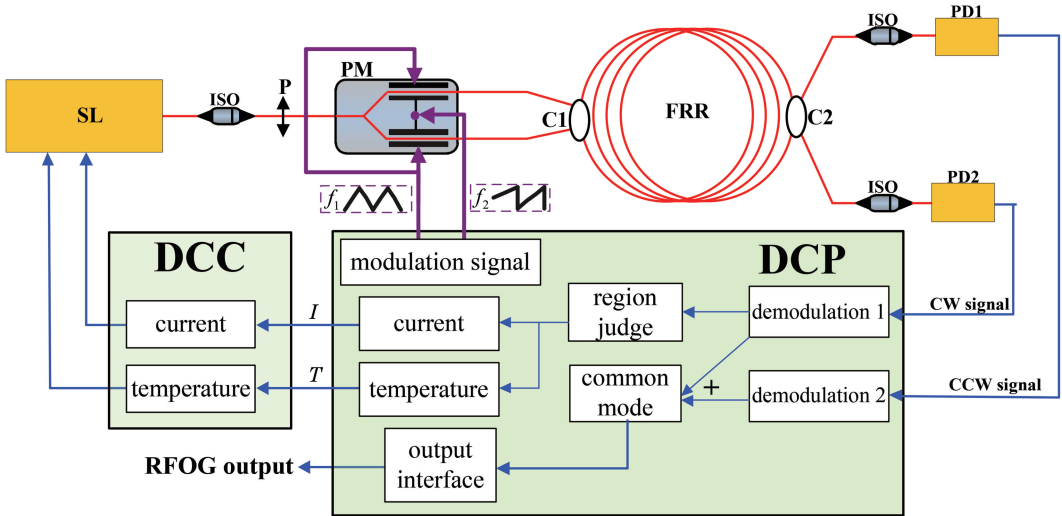 ISO
PD1
PM
P
ISO
SL
C1
FRR
C2
ISO
PD2
f1
f2
DCC
modulation signal
DCP
CW signal
current
I
current
region
judge
demodulation 1
temperature
T
temperature
common
mode
+
demodulation 2
CCW signal
RFOG output
output
interface